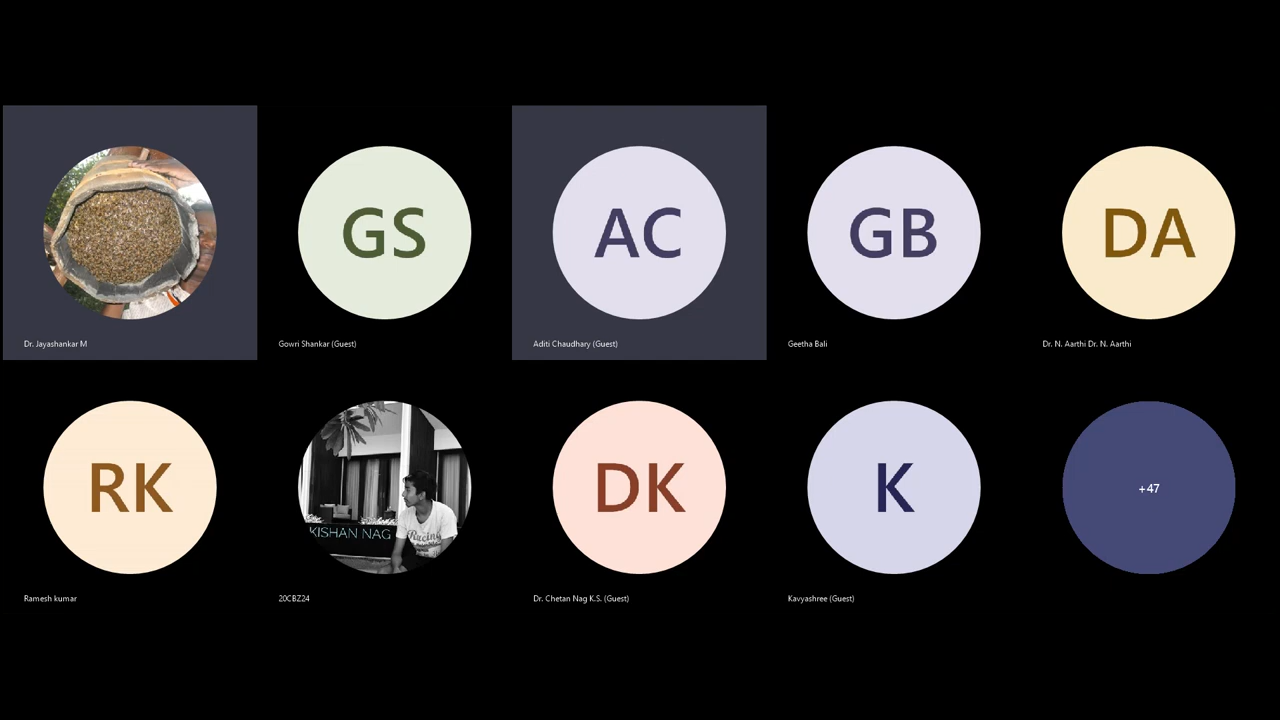 GS
AC
GB
DA
Dr. Jayashankar M
Gowri Shankar (Guest)
Aditi Chaudhary (Guest)
Geetha Bali
Dr. N. Aarthi Dr. N. Aarthi
RK
KISHAN NAG
Racing
DK
K
+47
Ramesh kumar
20CBZ24
Dr. Chetan Nag K.S. (Guest)
Kavyashree (Guest)